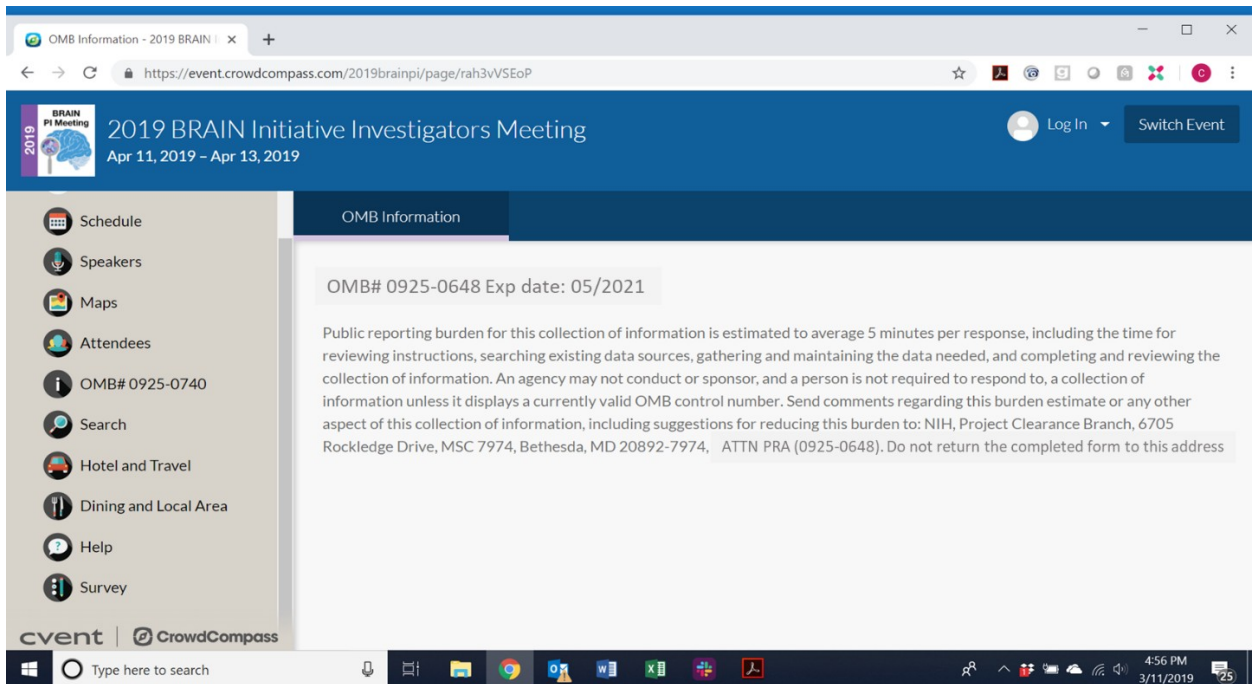 OMB Information - 2019 BRAIN I
https://event.crowdcompass.com/2019brainpi/page/rah3vVSEoP
2019
BRAIN
PI Meeting
2019 BRAIN Initiative Investigators Meeting
Apr 11, 2019 – Apr 13, 2019
Log In
Switch Event
Schedule
Speakers
Maps
Attendees
OMB# 0925-0740
Search
Hotel and Travel
Dining and Local Area
Help
Survey
cvent | CrowdCompass
OMB Information
OMB# 0925-0648 Exp date: 05/2021
Public reporting burden for this collection of information is estimated to average 5 minutes per response, including the time for
reviewing instructions, searching existing data sources, gathering and maintaining the data needed, and completing and reviewing the
collection of information. An agency may not conduct or sponsor, and a person is not required to respond to, a collection of
information unless it displays a currently valid OMB control number. Send comments regarding this burden estimate or any other
aspect of this collection of information, including suggestions for reducing this burden to: NIH, Project Clearance Branch, 6705
Rockledge Drive, MSC 7974, Bethesda, MD 20892-7974, ATTN PRA (0925-0648). Do not return the completed form to this address
Type here to search
4:56 PM
3/11/2019
25